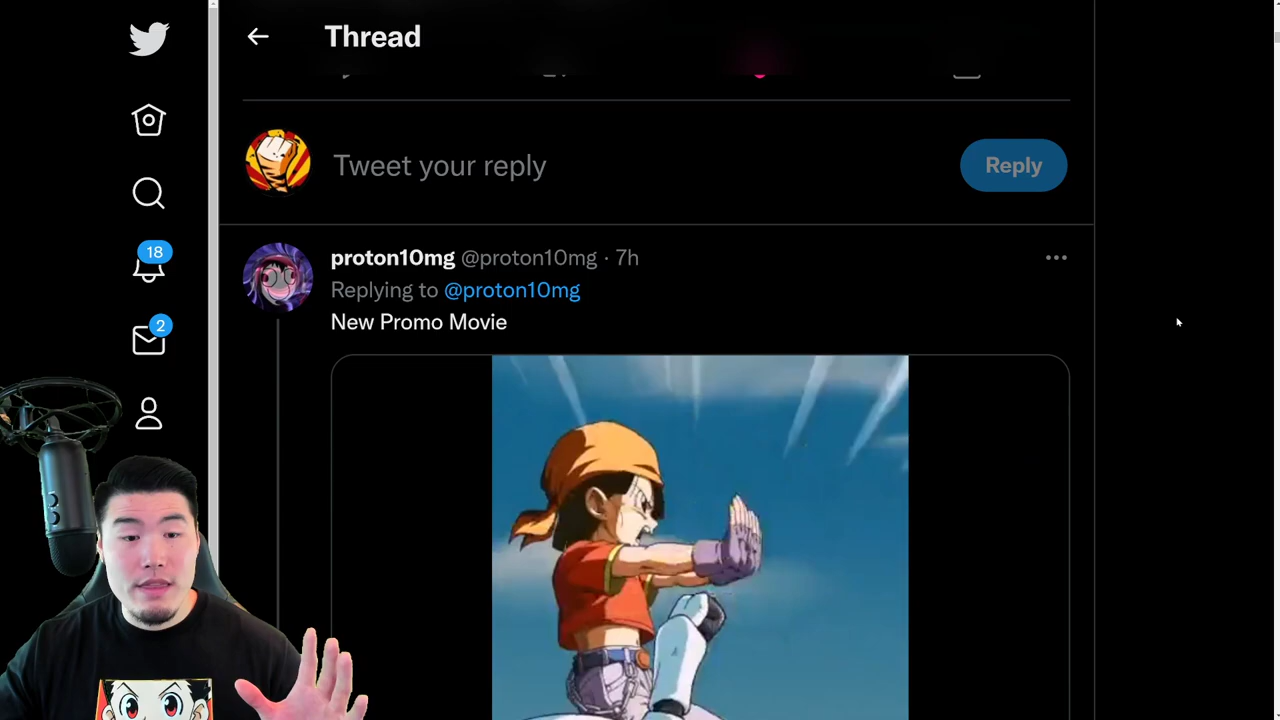 Thread
Tweet your reply
Reply
18
proton10mg @proton10mg · 7h
Replying to @proton10mg
2
New Promo Movie